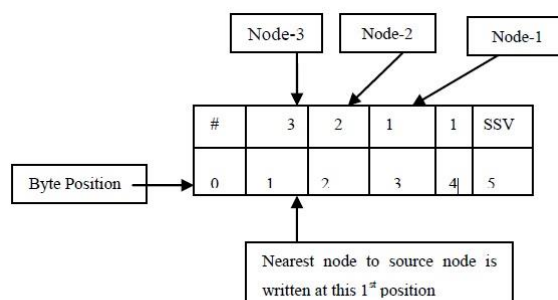 Node-3 Node-2 Node-1
# 3 2 1 1 SSV
Byte Position 0 1 2 3 4 5
Nearest node to source node is
written at this 1st position